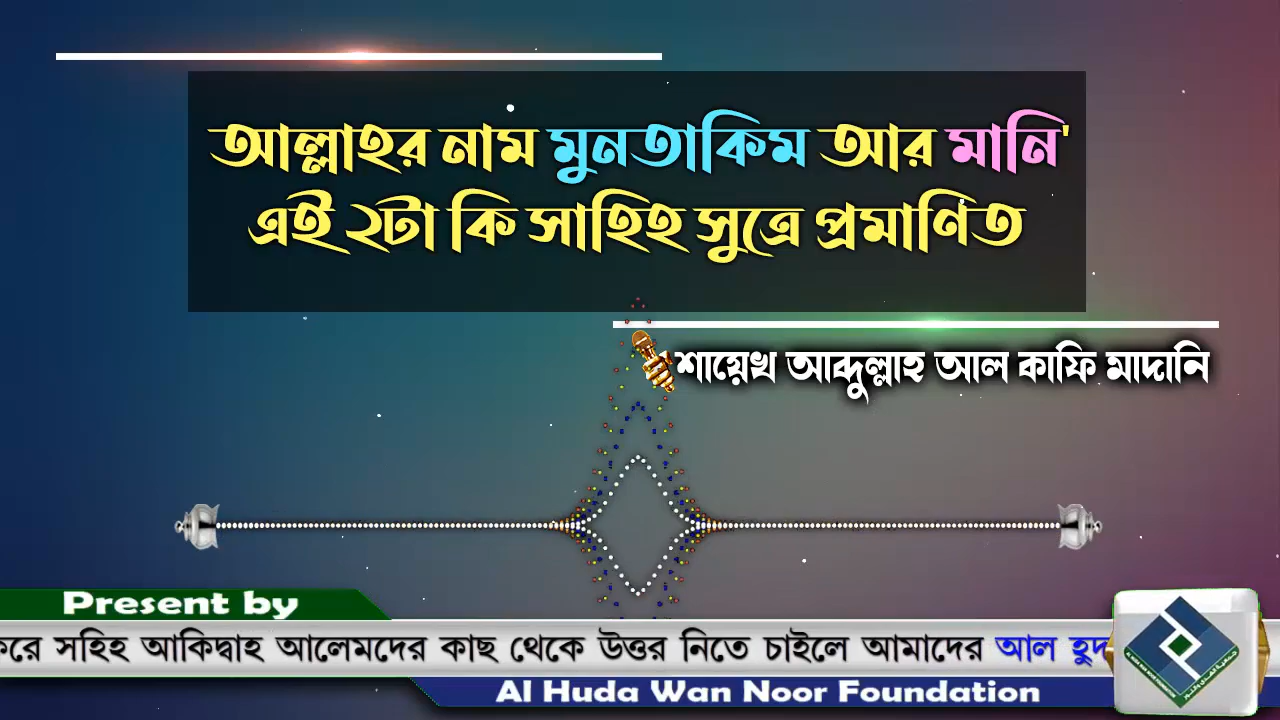 আল্লাহর নাম মুনতাকিম আর মানি'
এই ২টা কি সাহিহ সুত্রে প্রমাণিত
শায়েখ আব্দুল্লাহ আল কাফি মাদানি
Present by
করে সহিহ আকিদ্বাহ আলেমদের কাছ থেকে উত্তর নিতে চাইলে আমাদের আল হুদ
Al Huda Wan Noor Foundation